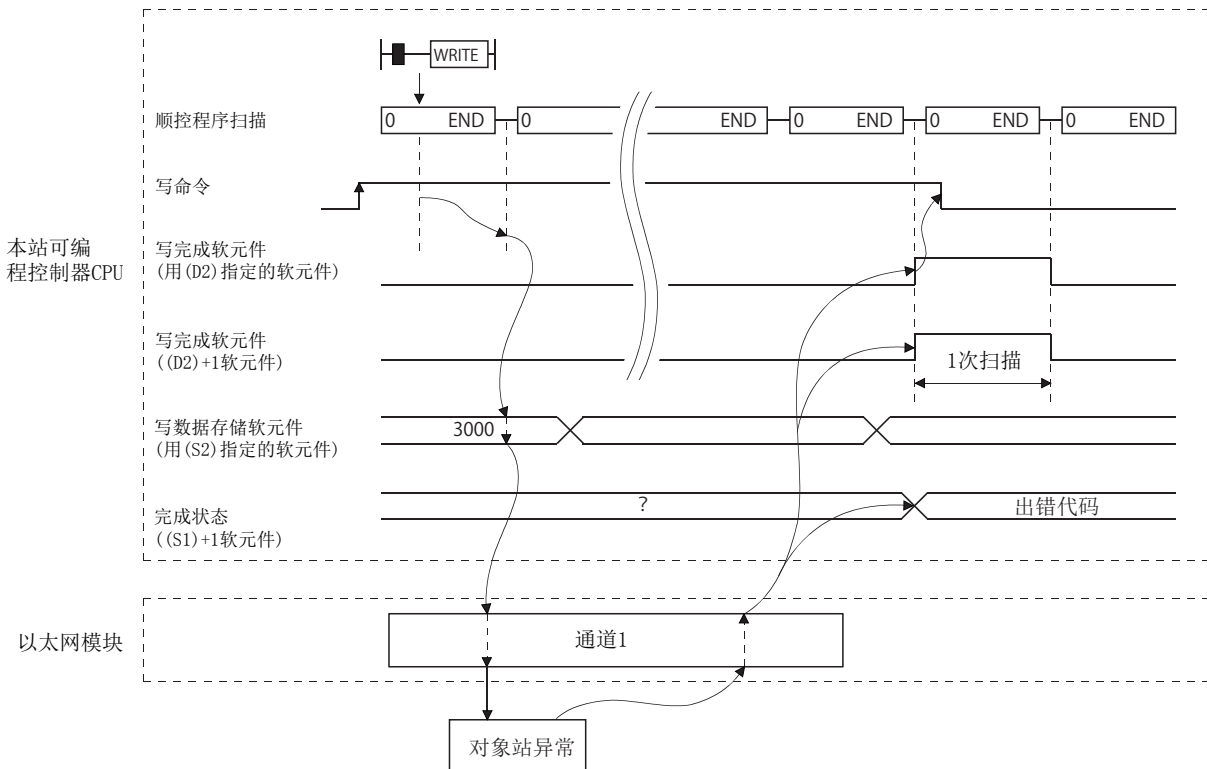 WRITE
顺控程序扫描
0 END 0 END 0 END 0 END 0 END
写命令
本站可编
程控制器CPU
写完成软元件
(用(D2)指定的软元件)
写完成软元件
((D2)+1软元件)
1次扫描
写数据存储软元件
(用(S2)指定的软元件)
3000
完成状态
((S1)+1软元件)
?
出错代码
以太网模块
通道1
对象站异常